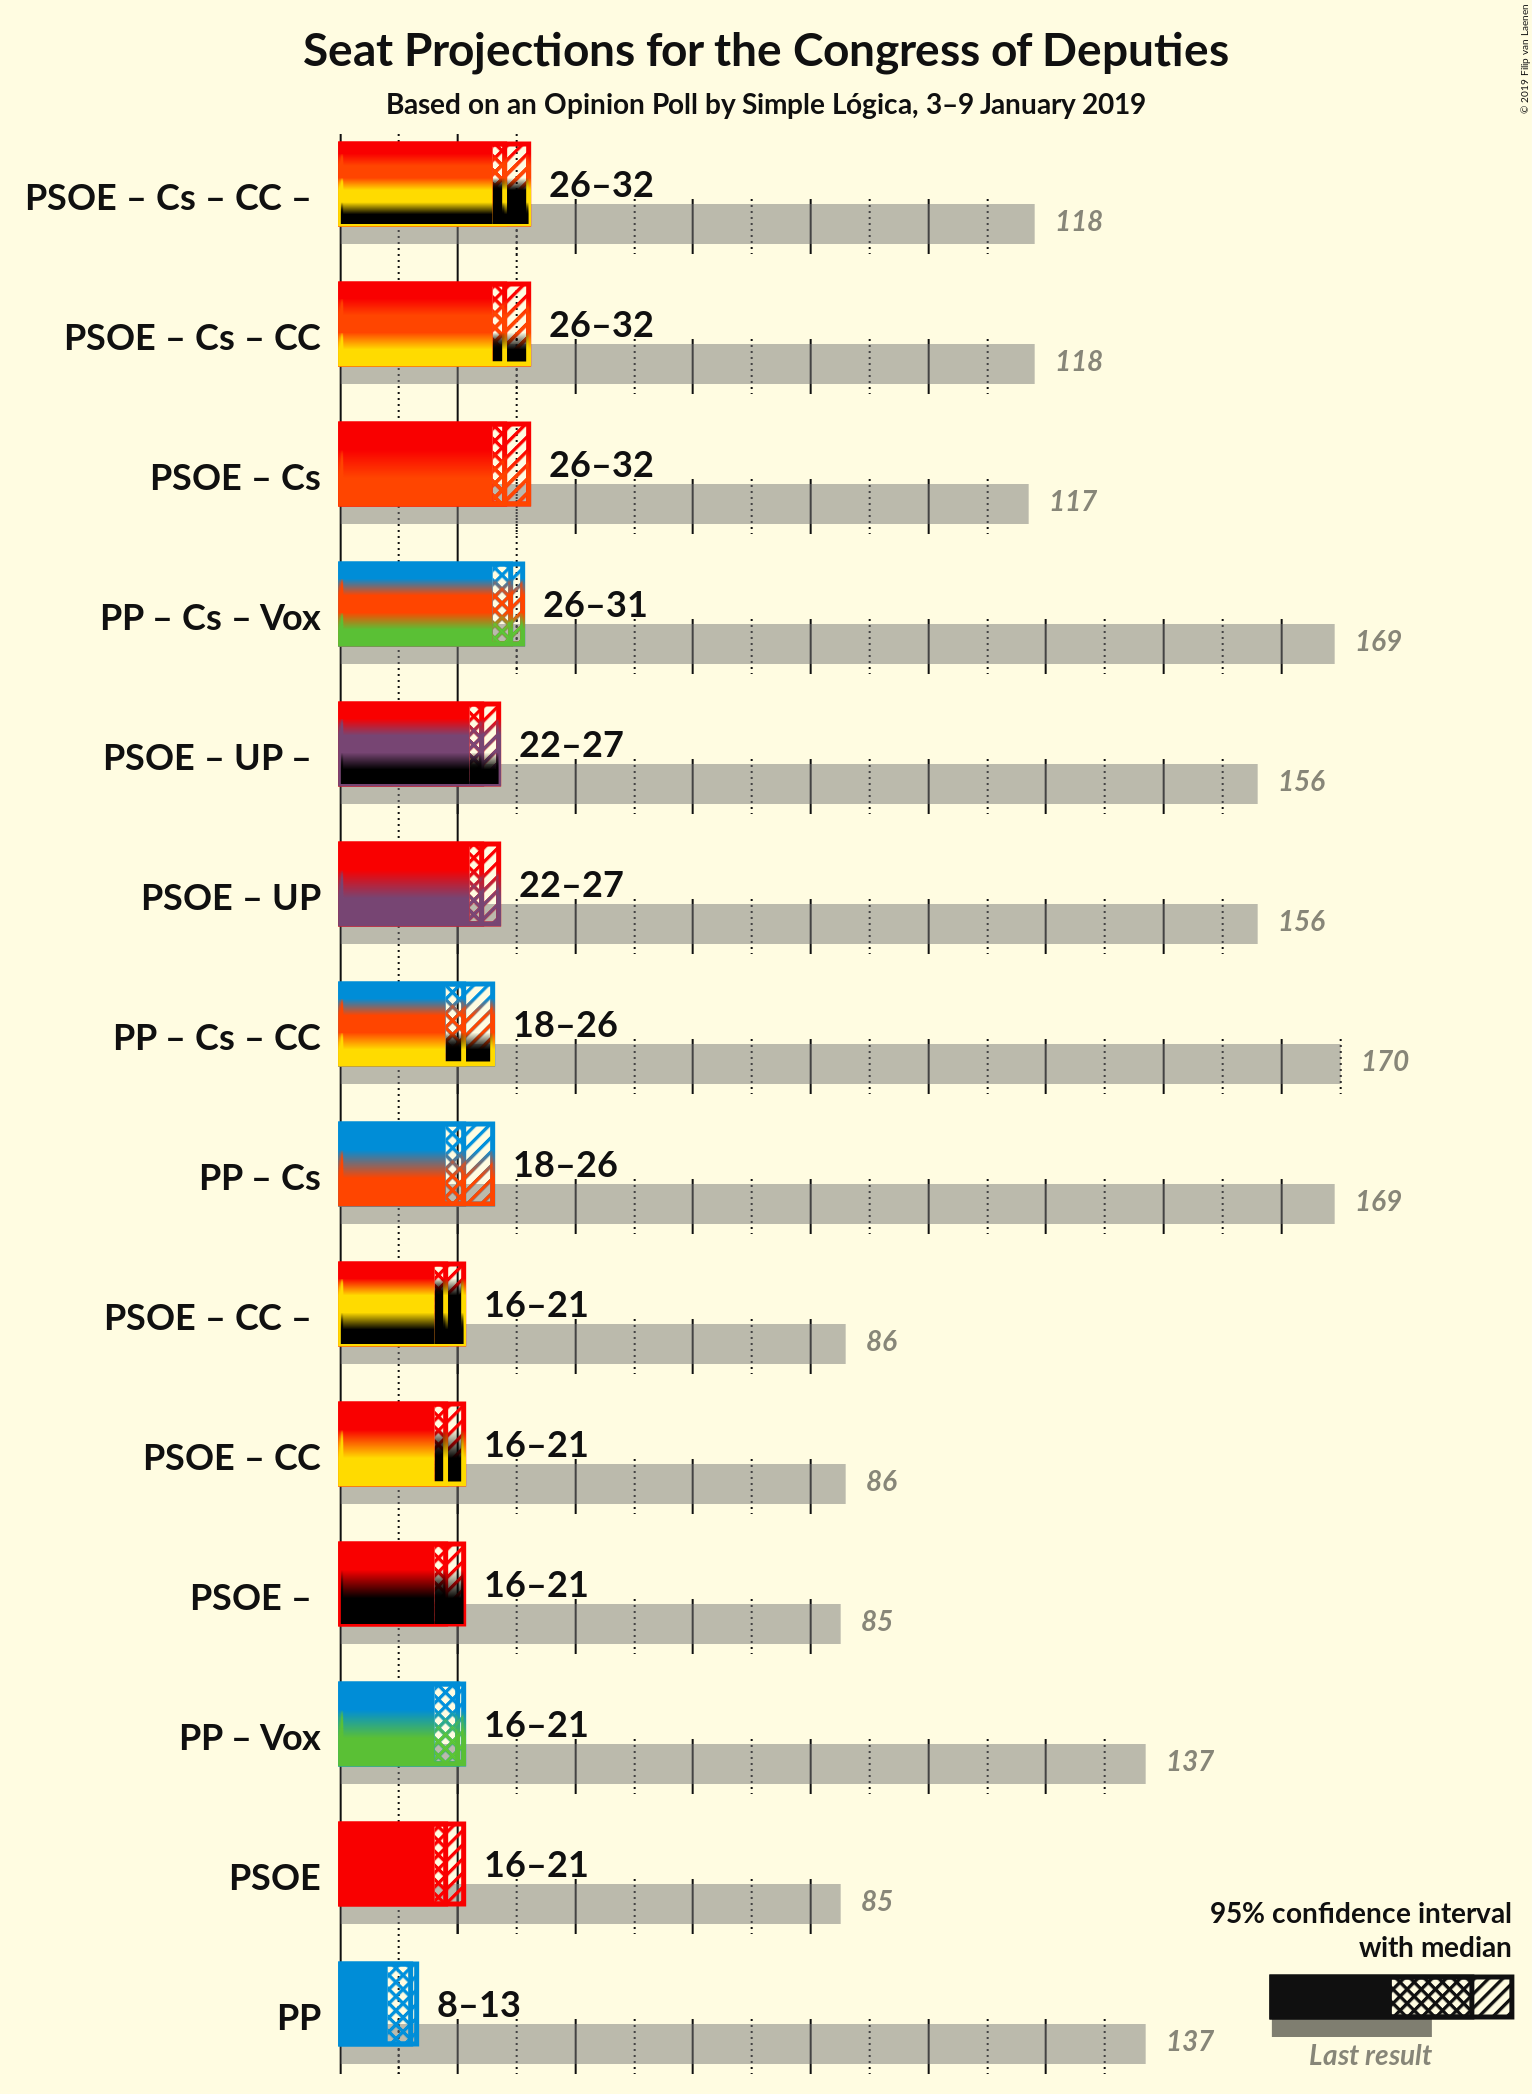 © 2019 Filip van Laenen
Seat Projections for the Congress of Deputies
Based on an Opinion Poll by Simple Lógica, 3–9 January 2019
PSOE – Cs – CC –
26–32
118
PSOE – Cs – CC
26–32
118
PSOE – Cs
26–32
117
PP – Cs – Vox
26–31
169
PSOE – UP –
22–27
156
PSOE – UP
22–27
156
PP – Cs – CC
18–26
170
PP – Cs
18–26
169
PSOE – CC –
16–21
86
PSOE – CC
16–21
86
PSOE –
16–21
85
PP – Vox
16–21
137
PSOE
16–21
85
PP
8–13
137
95% confidence interval
with median
Last result